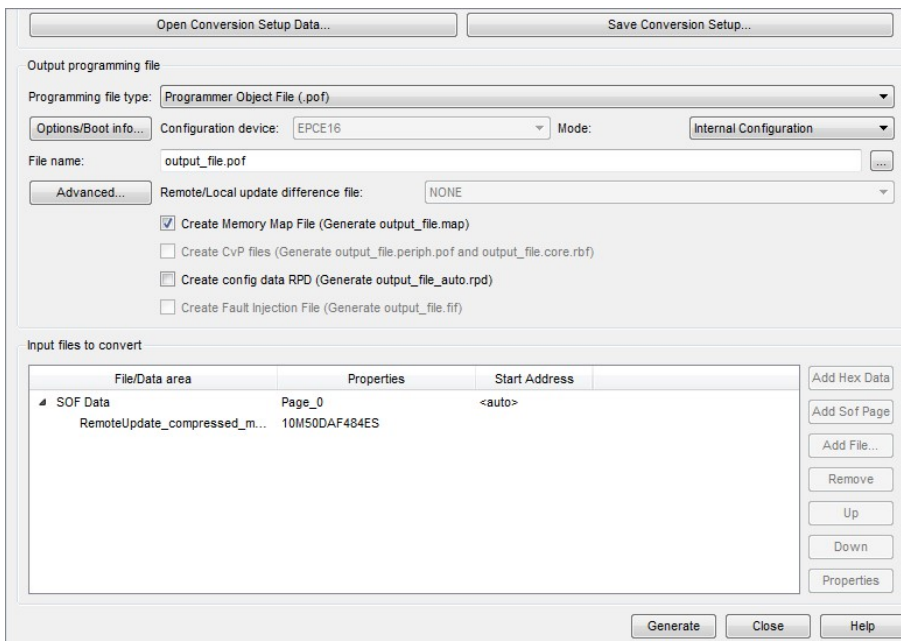 Open Conversion Setup Data... Save Conversion Setup...
Output programming file
Programming file type: Programmer Object File (.pof)
Options/Boot info... Configuration device: EPCE16 Mode: Internal Configuration
File name: output_file.pof ...
Advanced... Remote/Local update difference file: NONE
Create Memory Map File (Generate output_file.map)
Create CvP files (Generate output_file.periph.pof and output_file.core.rbf)
Create config data RPD (Generate output_file_auto.rpd)
Create Fault Injection File (Generate output_file.fif)
Input files to convert
File/Data area Properties Start Address
Add Hex Data
SOF Data Page_0 <auto>
Add Sof Page
RemoteUpdate_compressed_m... 10M50DAF484ES
Add File...
Remove
Up
Down
Properties
Generate Close Help